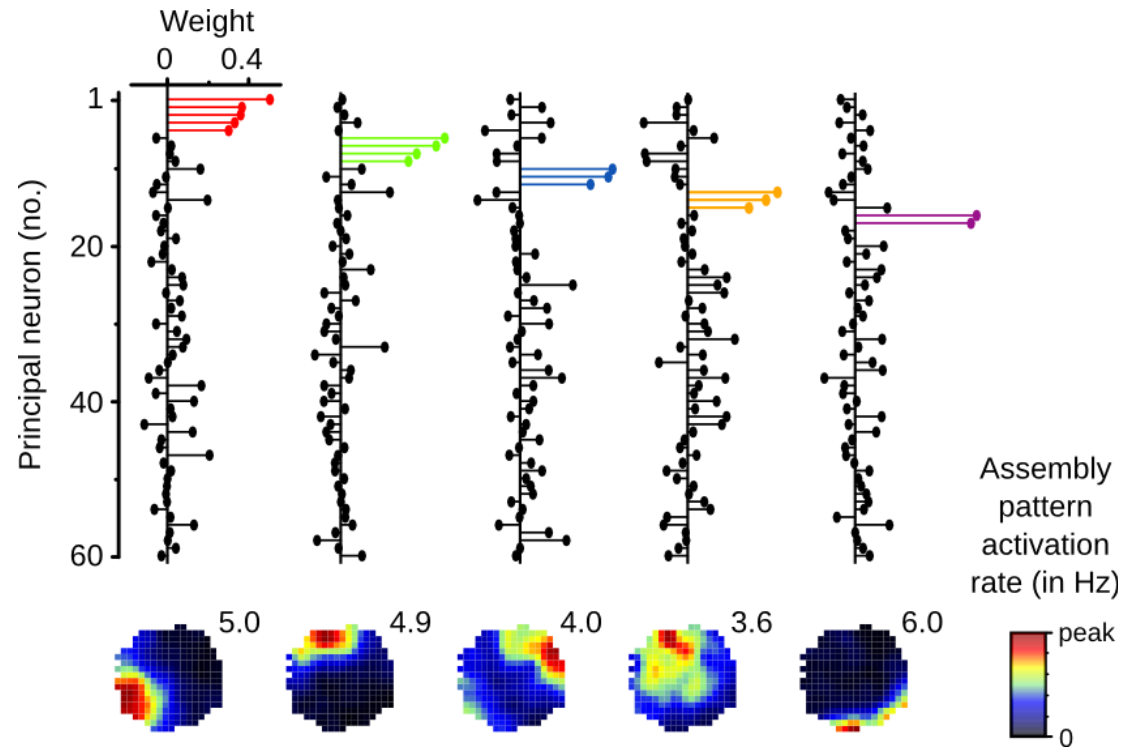 Weight
0 0.4
1
20
40
60
Principal neuron (no.)
Assembly
pattern
activation
rate (in Hz)
5.0 4.9 4.0 3.6 6.0
peak
0